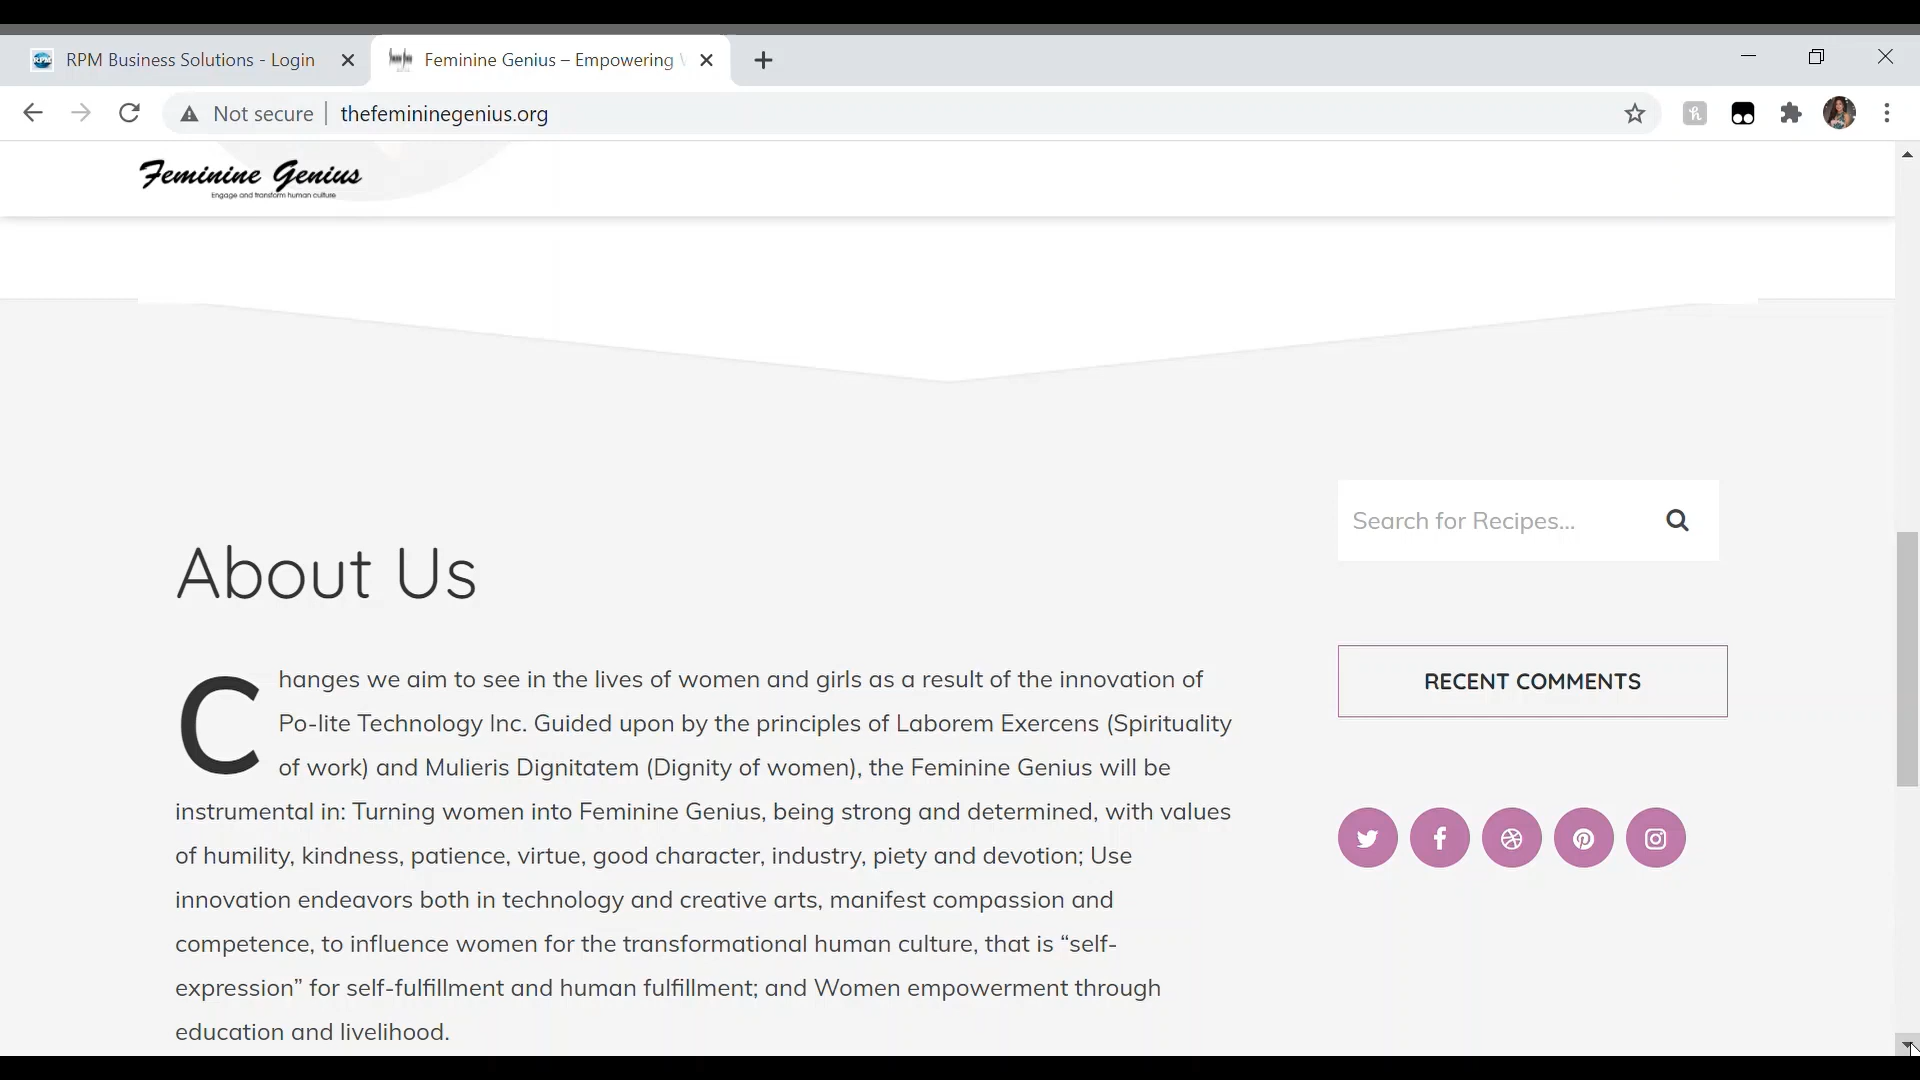 RPM Business Solutions - Login
Feminine Genius – Empowering
Not secure
thefemininegenius.org
Feminine Genius
Engage and transform human culture
Search for Recipes...
About Us
RECENT COMMENTS
Changes we aim to see in the lives of women and girls as a result of the innovation of
Po-lite Technology Inc. Guided upon by the principles of Laborem Exercens (Spirituality
of work) and Mulieris Dignitatem (Dignity of women), the Feminine Genius will be
instrumental in: Turning women into Feminine Genius, being strong and determined, with values
of humility, kindness, patience, virtue, good character, industry, piety and devotion; Use
innovation endeavors both in technology and creative arts, manifest compassion and
competence, to influence women for the transformational human culture, that is “self-
expression” for self-fulfillment and human fulfillment; and Women empowerment through
education and livelihood.